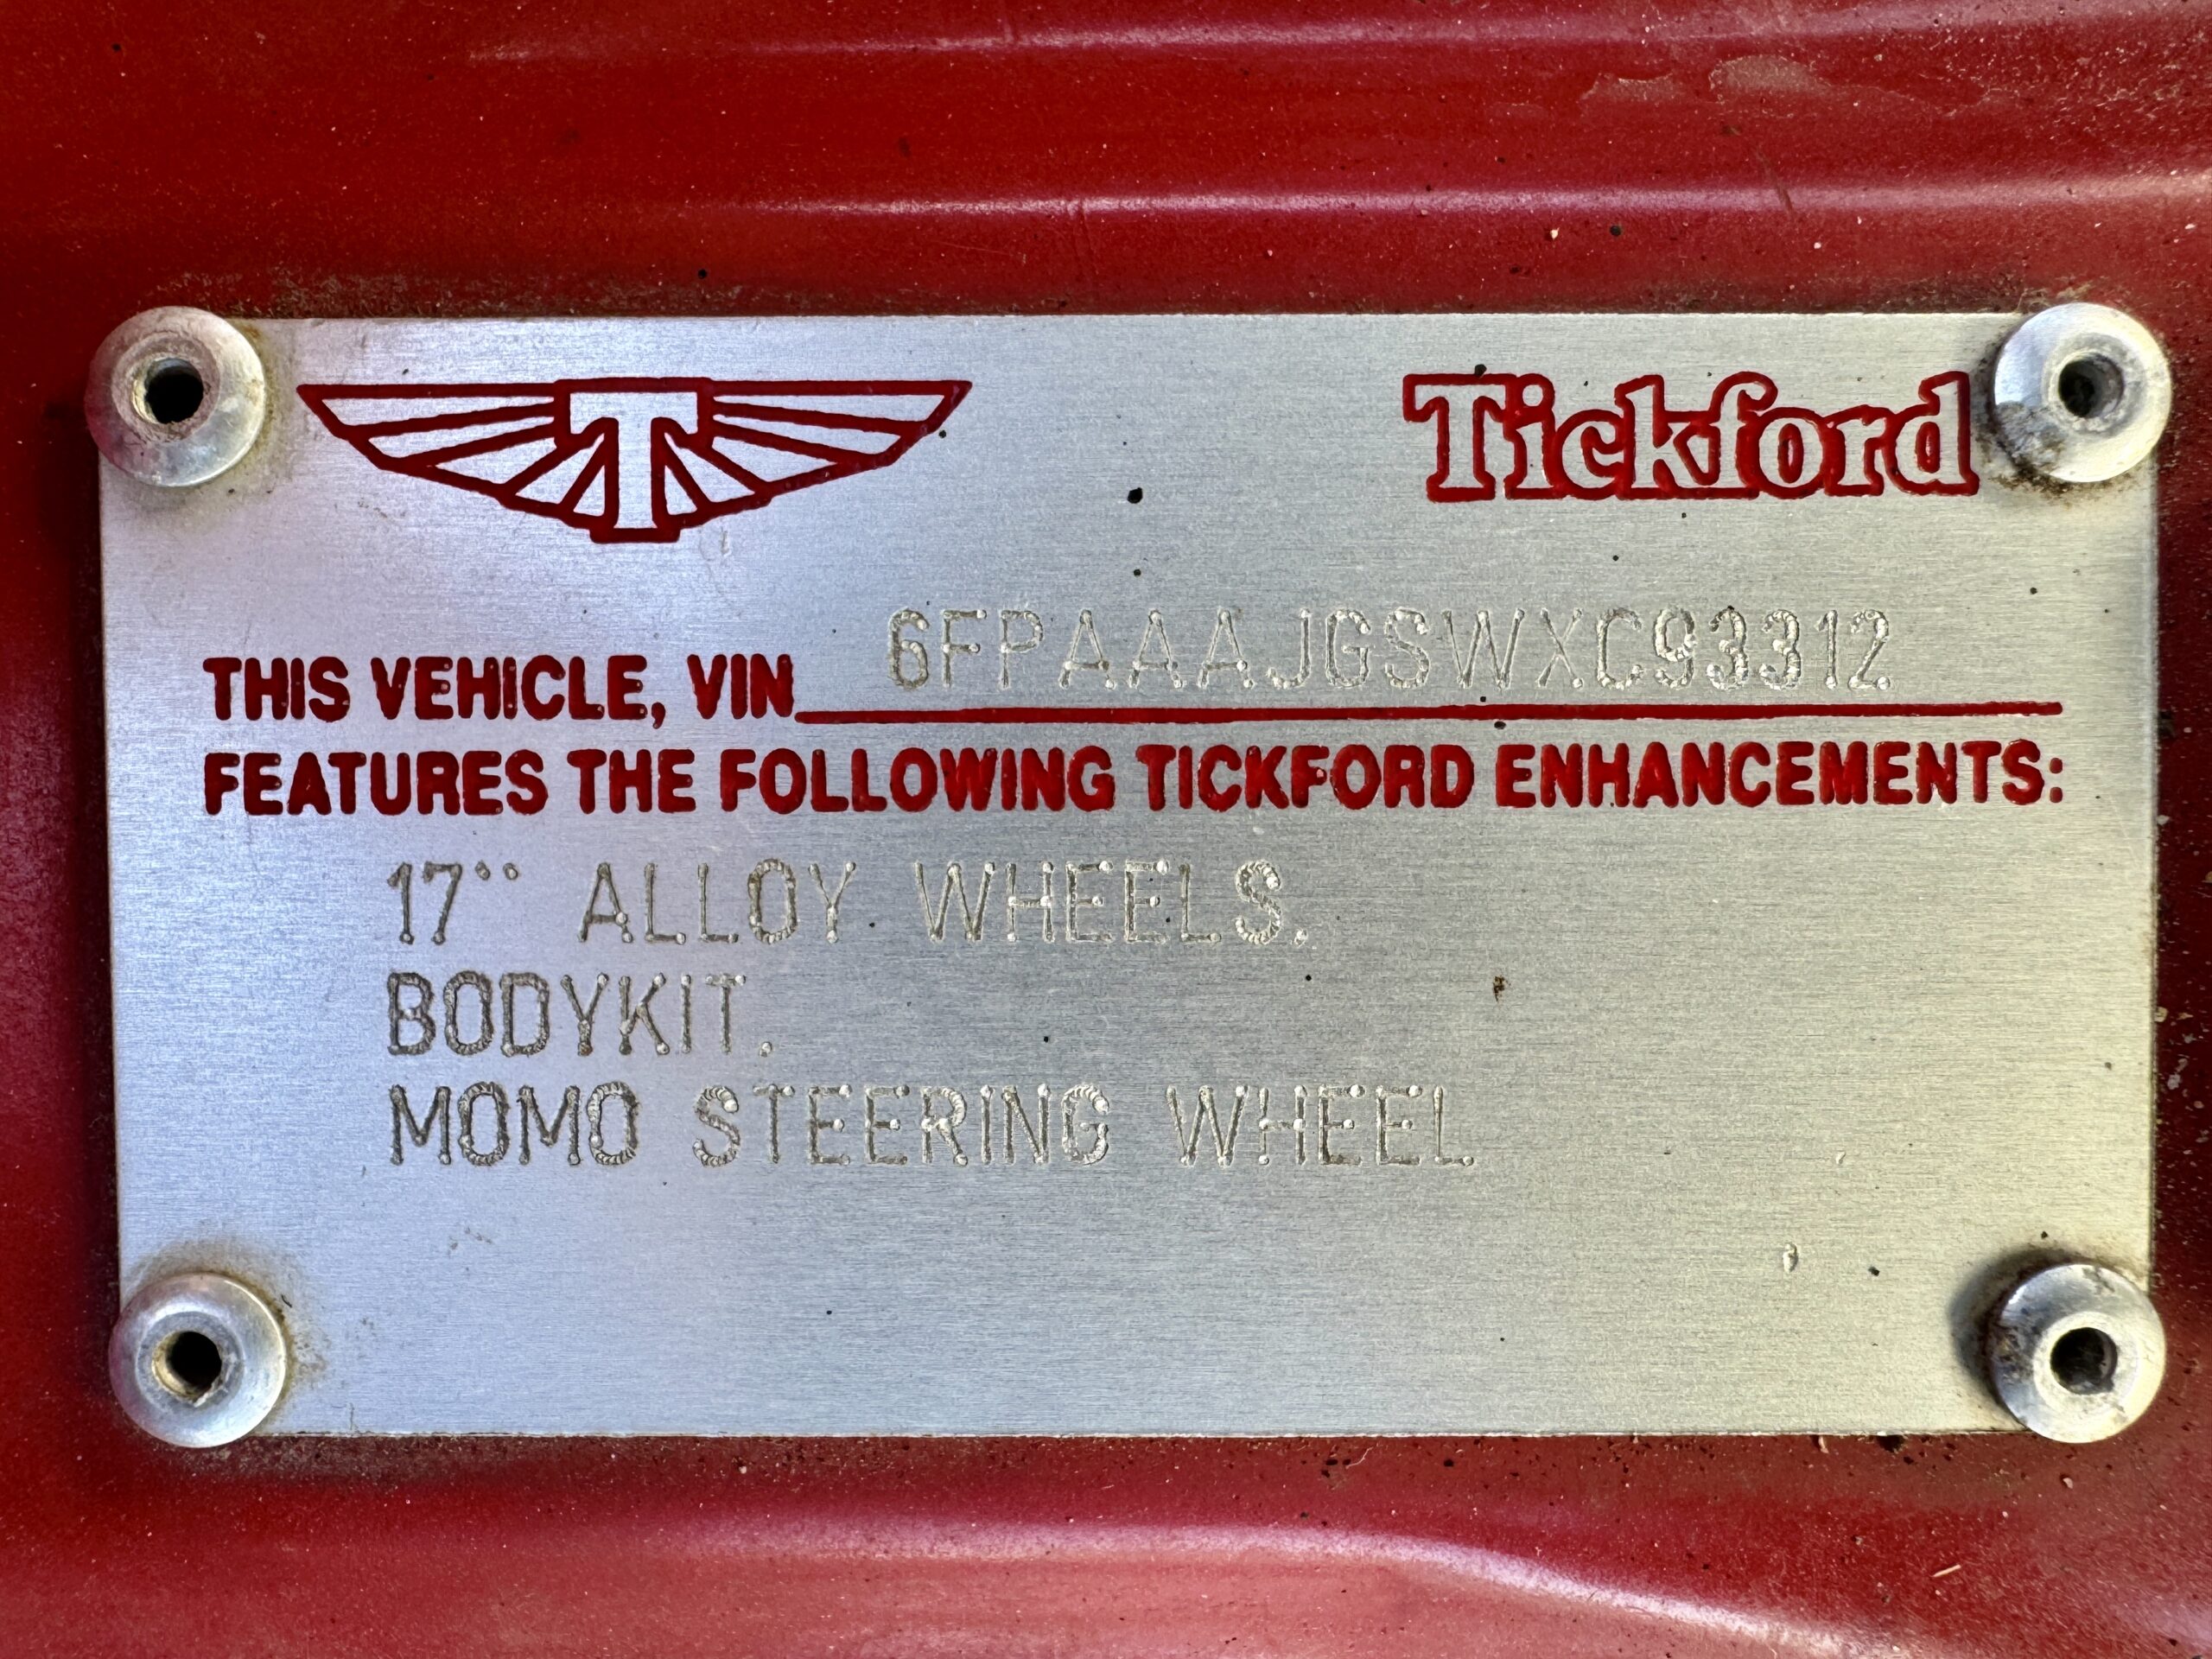 T Tickford
THIS VEHICLE, VIN 6FPAAAJGSWXC93312
FEATURES THE FOLLOWING TICKFORD ENHANCEMENTS:
17" ALLOY WHEELS.
BODYKIT.
MOMO STEERING WHEEL